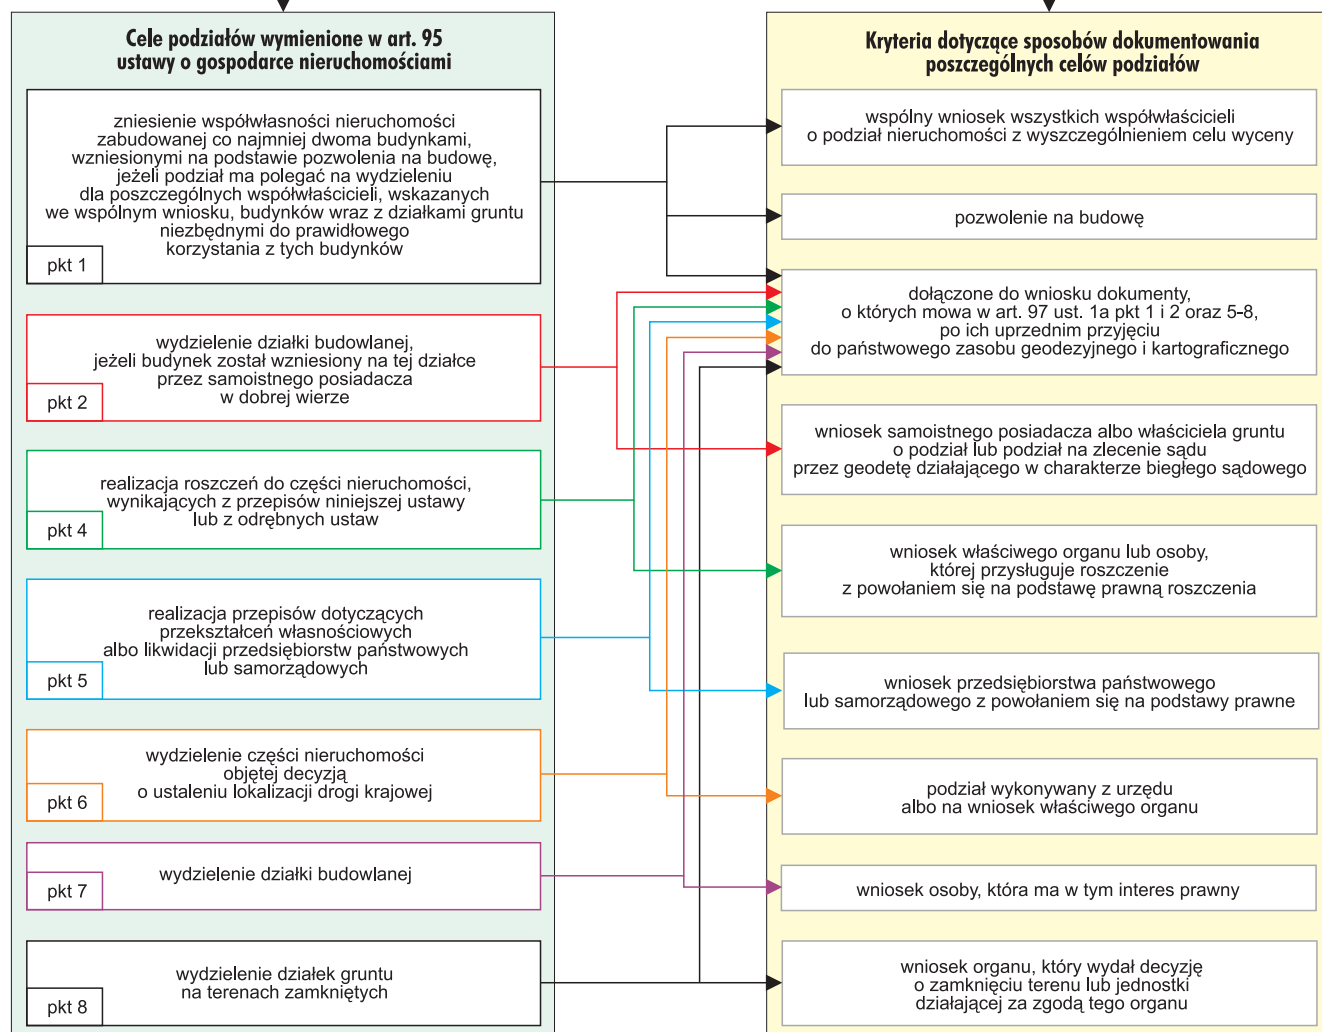 Cele podziałów wymienione w art. 95
ustawy o gospodarce nieruchomościami
zniesienie współwłasności nieruchomości
zabudowanej co najmniej dwoma budynkami,
wzniesionymi na podstawie pozwolenia na budowę,
jeżeli podział ma polegać na wydzieleniu
dla poszczególnych współwłaścicieli, wskazanych
we wspólnym wniosku, budynków wraz z działkami gruntu
niezbędnymi do prawidłowego
korzystania z tych budynków
pkt 1
wydzielenie działki budowlanej,
jeżeli budynek został wzniesiony na tej działce
przez samoistnego posiadacza
w dobrej wierze
pkt 2
realizacja roszczeń do części nieruchomości,
wynikających z przepisów niniejszej ustawy
lub z odrębnych ustaw
pkt 4
realizacja przepisów dotyczących
przekształceń własnościowych
albo likwidacji przedsiębiorstw państwowych
lub samorządowych
pkt 5
wydzielenie części nieruchomości
objętej decyzją
o ustaleniu lokalizacji drogi krajowej
pkt 6
wydzielenie działki budowlanej
pkt 7
wydzielenie działek gruntu
na terenach zamkniętych
pkt 8
Kryteria dotyczące sposobów dokumentowania
poszczególnych celów podziałów
wspólny wniosek wszystkich współwłaścicieli
o podział nieruchomości z wyszczególnieniem celu wyceny
pozwolenie na budowę
dołączone do wniosku dokumenty,
o których mowa w art. 97 ust. 1a pkt 1 i 2 oraz 5-8,
po ich uprzednim przyjęciu
do państwowego zasobu geodezyjnego i kartograficznego
wniosek samoistnego posiadacza albo właściciela gruntu
o podział lub podział na zlecenie sądu
przez geodetę działającego w charakterze biegłego sądowego
wniosek właściwego organu lub osoby,
której przysługuje roszczenie
z powołaniem się na podstawę prawną roszczenia
wniosek przedsiębiorstwa państwowego
lub samorządowego z powołaniem się na podstawy prawne
podział wykonywany z urzędu
albo na wniosek właściwego organu
wniosek osoby, która ma w tym interes prawny
wniosek organu, który wydał decyzję
o zamknięciu terenu lub jednostki
działającej za zgodą tego organu